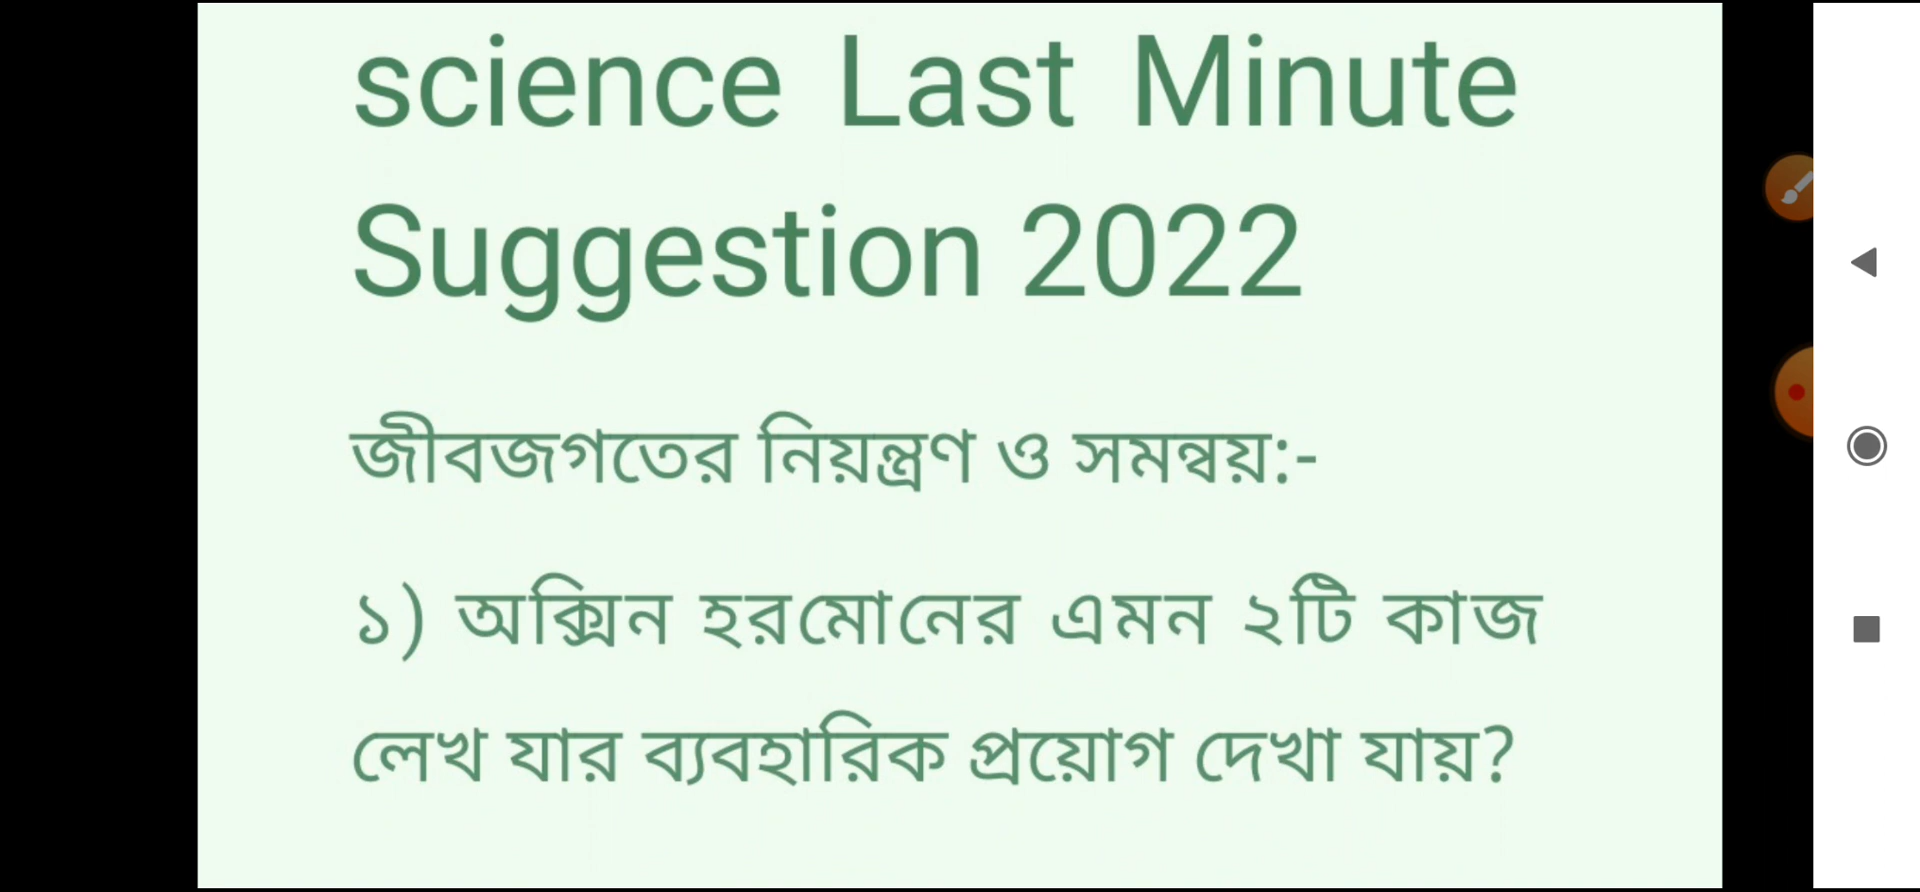 science Last Minute
Suggestion 2022
জীবজগতের নিয়ন্ত্রণ ও সমন্বয়:-
১) অক্সিন হরমোনের এমন ২টি কাজ
লেখ যার ব্যবহারিক প্রয়োগ দেখা যায়?